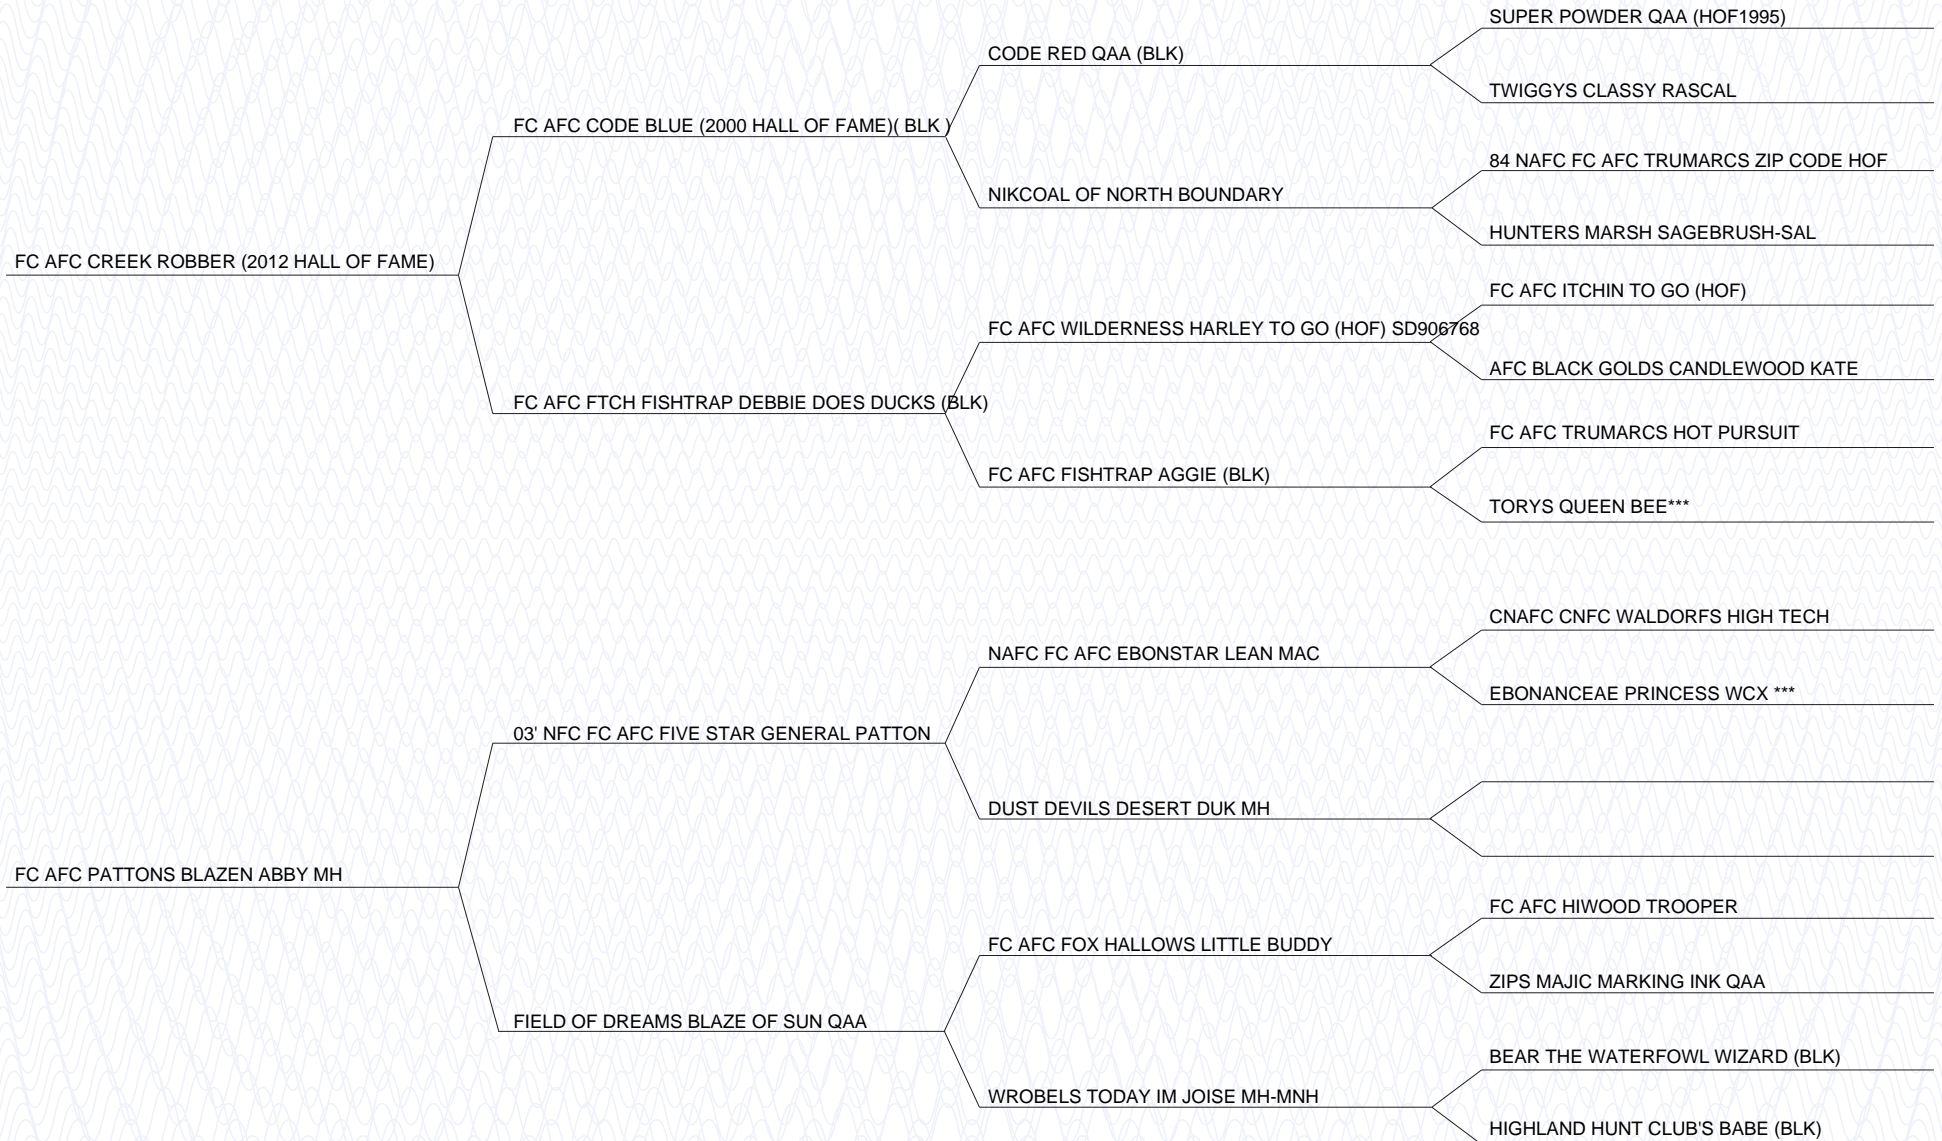 SUPER POWDER QAA (HOF1995)
CODE RED QAA (BLK)
TWIGGYS CLASSY RASCAL
FC AFC CODE BLUE (2000 HALL OF FAME)( BLK )
84 NAFC FC AFC TRUMARCS ZIP CODE HOF
NIKCOAL OF NORTH BOUNDARY
HUNTERS MARSH SAGEBRUSH-SAL
FC AFC CREEK ROBBER (2012 HALL OF FAME)
FC AFC ITCHIN TO GO (HOF)
FC AFC WILDERNESS HARLEY TO GO (HOF) SD906768
AFC BLACK GOLDS CANDLEWOOD KATE
FC AFC FTCH FISHTRAP DEBBIE DOES DUCKS (BLK)
FC AFC TRUMARCS HOT PURSUIT
FC AFC FISHTRAP AGGIE (BLK)
TORYS QUEEN BEE***
CNAFC CNFC WALDORFS HIGH TECH
NAFC FC AFC EBONSTAR LEAN MAC
EBONANCEAE PRINCESS WCX ***
03' NFC FC AFC FIVE STAR GENERAL PATTON
DUST DEVILS DESERT DUK MH
FC AFC PATTONS BLAZEN ABBY MH
FC AFC HIWOOD TROOPER
FC AFC FOX HALLOWS LITTLE BUDDY
ZIPS MAJIC MARKING INK QAA
FIELD OF DREAMS BLAZE OF SUN QAA
BEAR THE WATERFOWL WIZARD (BLK)
WROBELS TODAY IM JOISE MH-MNH
HIGHLAND HUNT CLUB'S BABE (BLK)